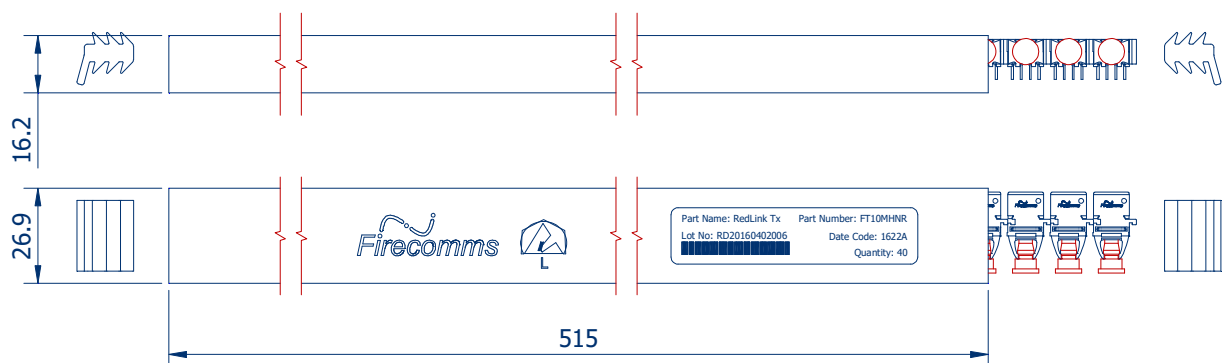 16.2
26.9
Firecomms
L
Part Name: RedLink Tx Part Number: FT10MHNR
Lot No: RD20160402006 Date Code: 1622A
Quantity: 40
515